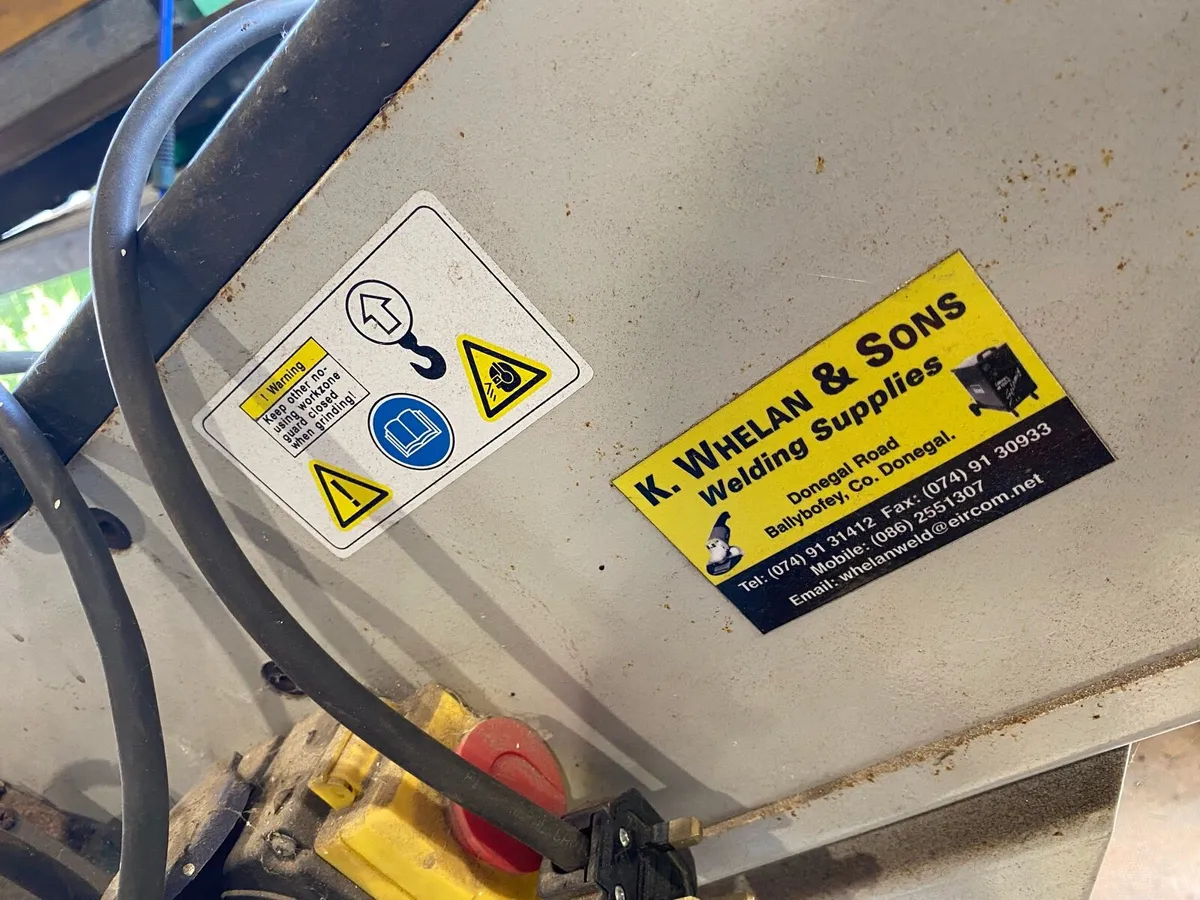 ! Warning
Keep other no-
using workzone
guard closed
when grinding!
K. WHELAN & SONS
Welding Supplies
Donegal Road
Ballybofey, Co. Donegal.
Tel: (074) 91 31412 Fax: (074) 91 30933
Mobile: (086) 2551307
Email: whelanweld@eircom.net